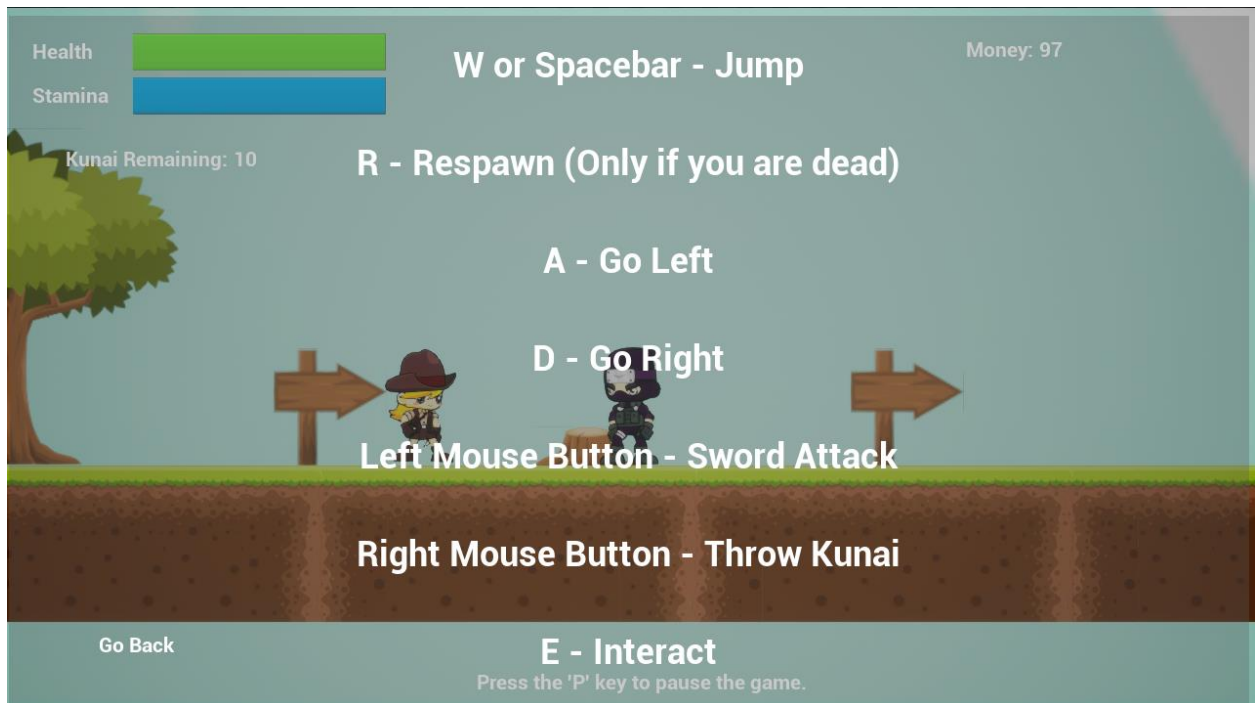 Health
W or Spacebar - Jump
Money: 97
Stamina
Kunai Remaining: 10
R - Respawn (Only if you are dead)
A - Go Left
D - Go Right
Left Mouse Button - Sword Attack
Right Mouse Button - Throw Kunai
Go Back
E - Interact
Press the 'P' key to pause the game.